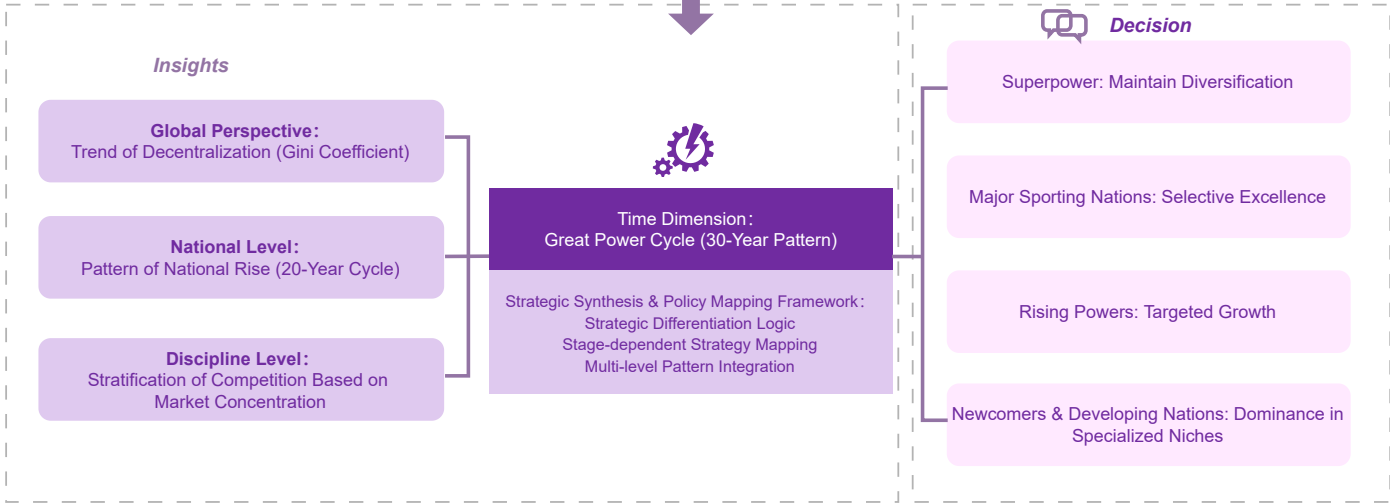 Insights
Global Perspective:
Trend of Decentralization (Gini Coefficient)
National Level:
Pattern of National Rise (20-Year Cycle)
Discipline Level:
Stratification of Competition Based on
Market Concentration
Time Dimension:
Great Power Cycle (30-Year Pattern)
Strategic Synthesis & Policy Mapping Framework:
Strategic Differentiation Logic
Stage-dependent Strategy Mapping
Multi-level Pattern Integration
Decision
Superpower: Maintain Diversification
Major Sporting Nations: Selective Excellence
Rising Powers: Targeted Growth
Newcomers & Developing Nations: Dominance in
Specialized Niches